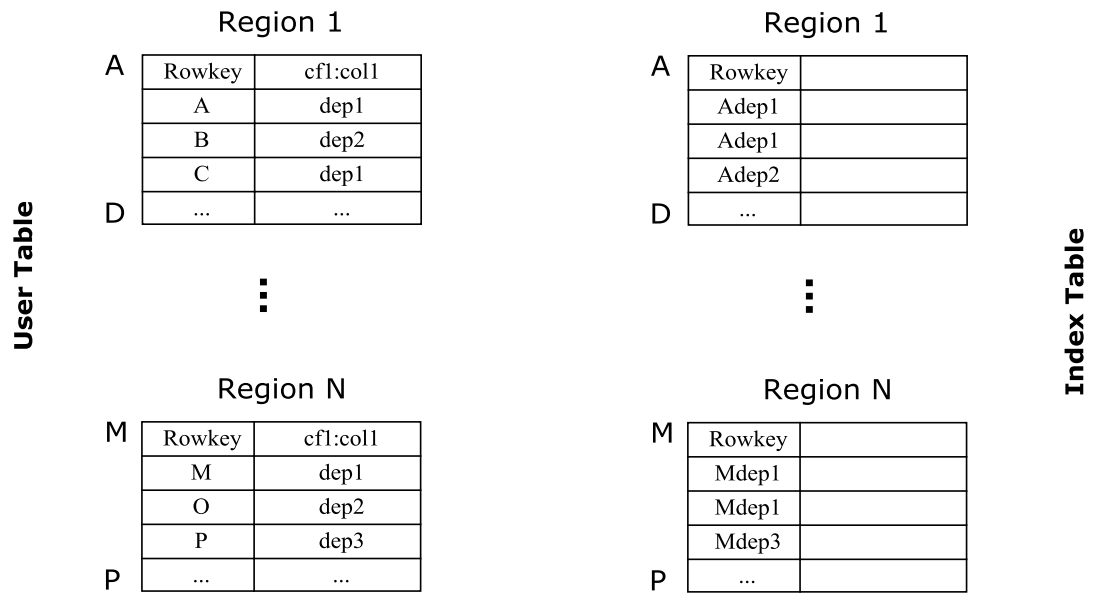 User Table
Region 1
A
Rowkey cf1:col1
A dep1
B dep2
C dep1
D
... ...
Region N
M
Rowkey cf1:col1
M dep1
O dep2
P dep3
P
... ...
Region 1
A
Rowkey
Adep1
Adep1
Adep2
D
...
Region N
M
Rowkey
Mdep1
Mdep1
Mdep3
P
...
Index Table